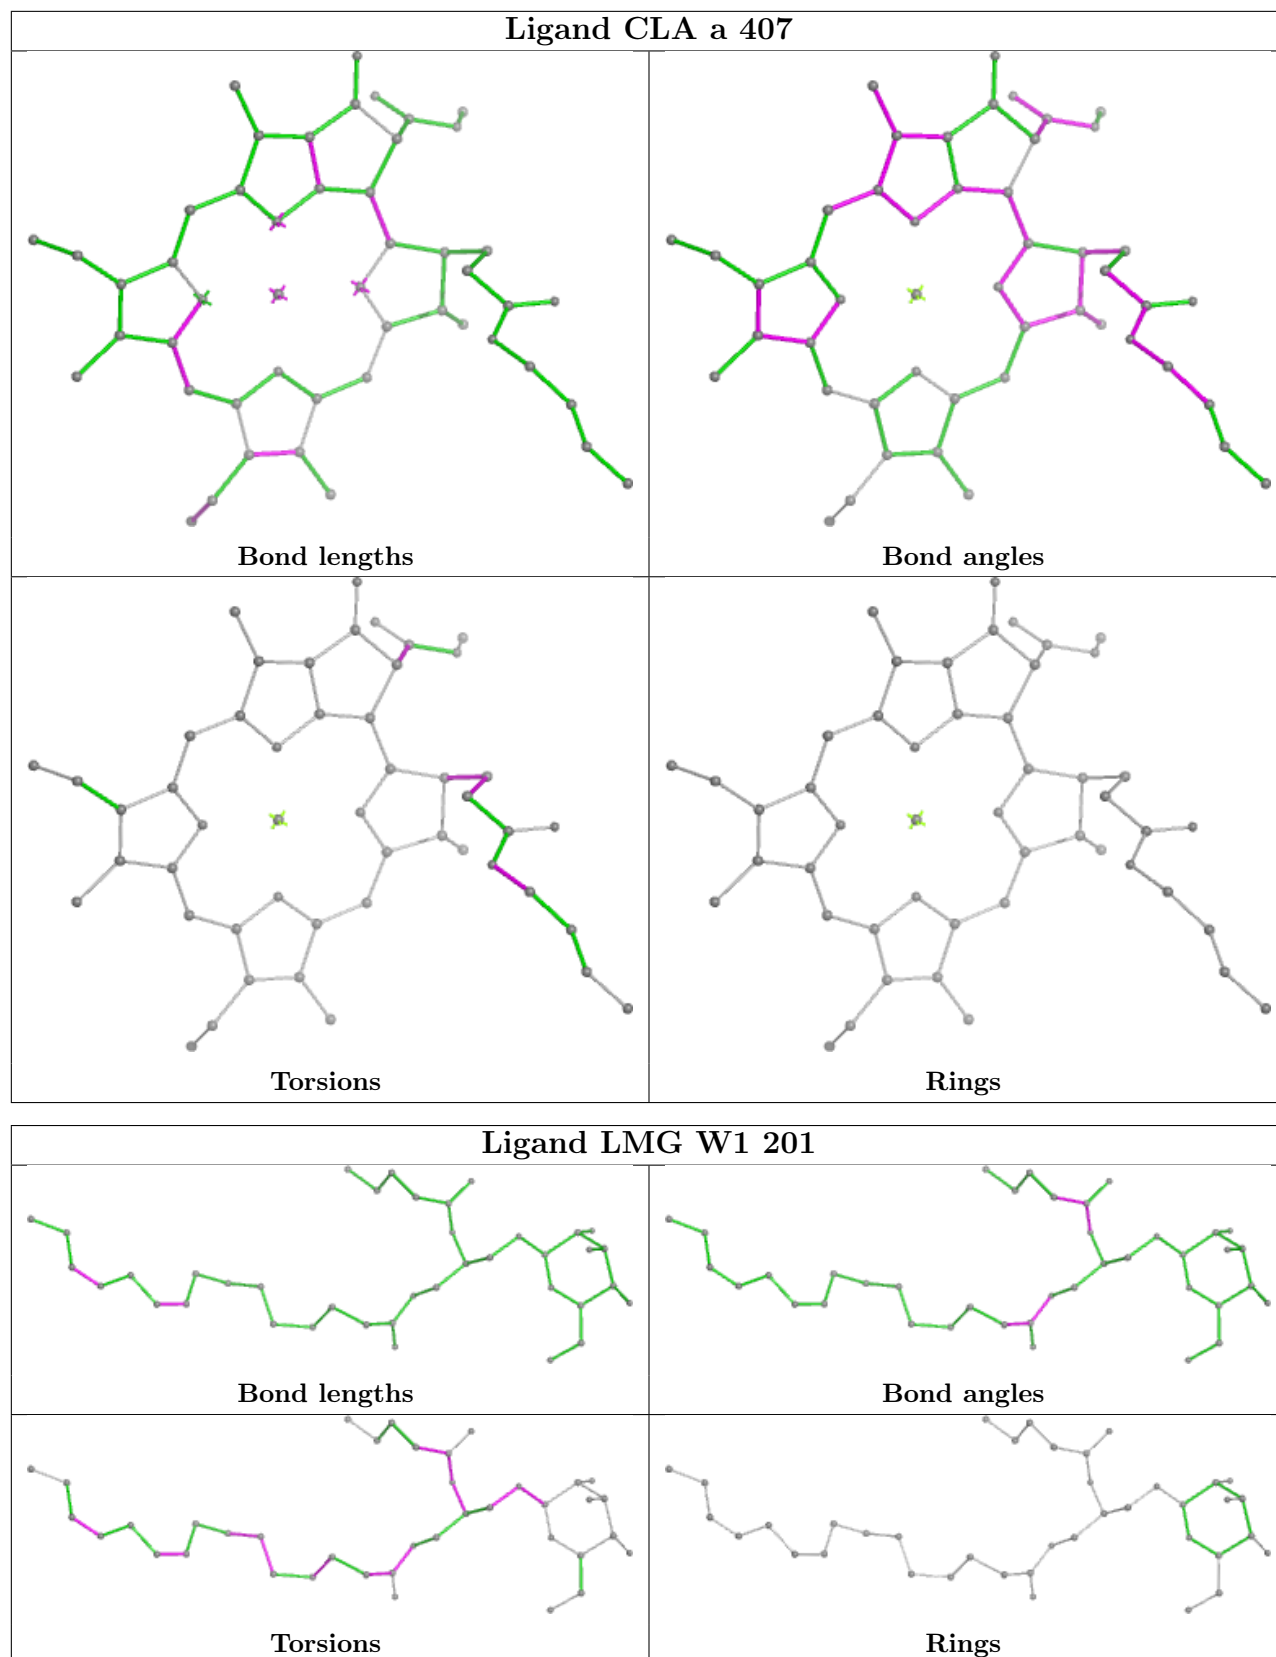 Ligand CLA a 407
Bond lengths
Bond angles
Torsions
Rings
Ligand LMG W1 201
Bond lengths
Bond angles
Torsions
Rings